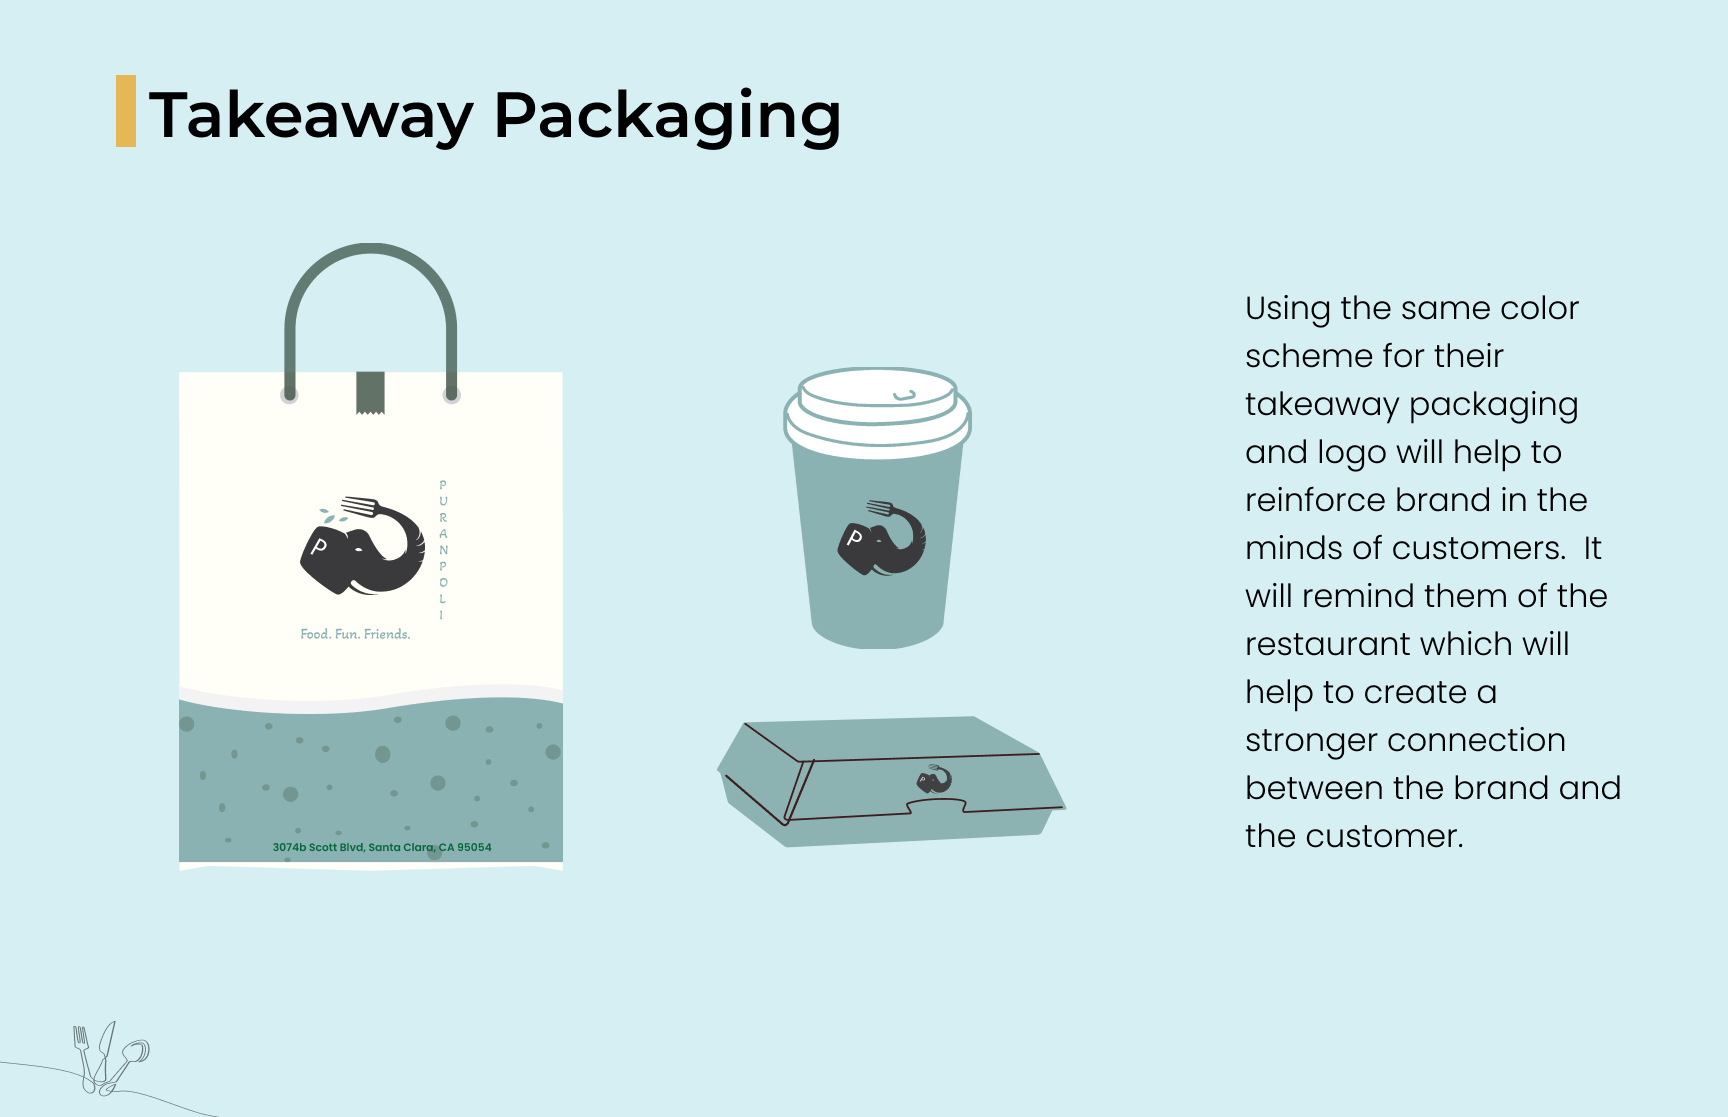 Takeaway Packaging
P
PURANPOLI
Food. Fun. Friends.
3074b Scott Blvd, Santa Clara, CA 95054
P
P
Using the same color
scheme for their
takeaway packaging
and logo will help to
reinforce brand in the
minds of customers.  It
will remind them of the
restaurant which will
help to create a
stronger connection
between the brand and
the customer.